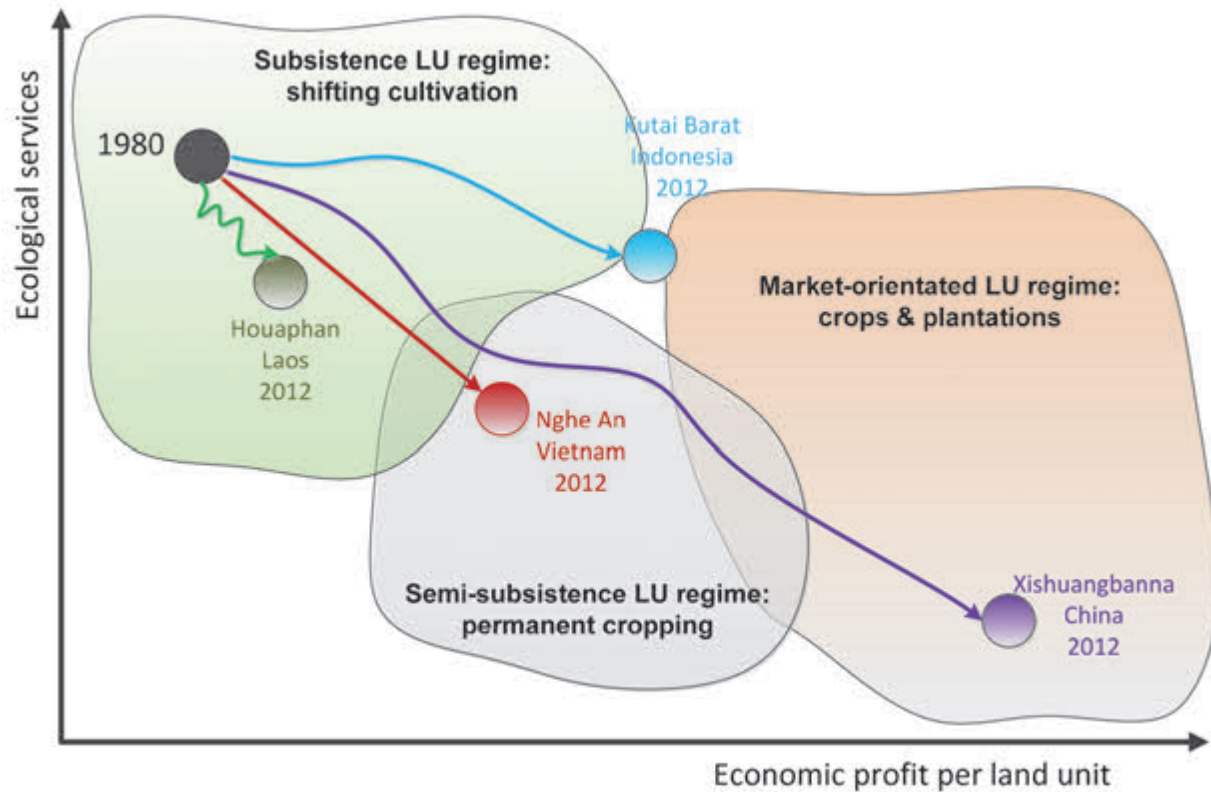 Ecological services
Subsistence LU regime:
shifting cultivation
1980
Kutai Barat
Indonesia
2012
Houaphan
Laos
2012
Market-orientated LU regime:
crops & plantations
Nghe An
Vietnam
2012
Semi-subsistence LU regime:
permanent cropping
Xishuangbanna
China
2012
Economic profit per land unit